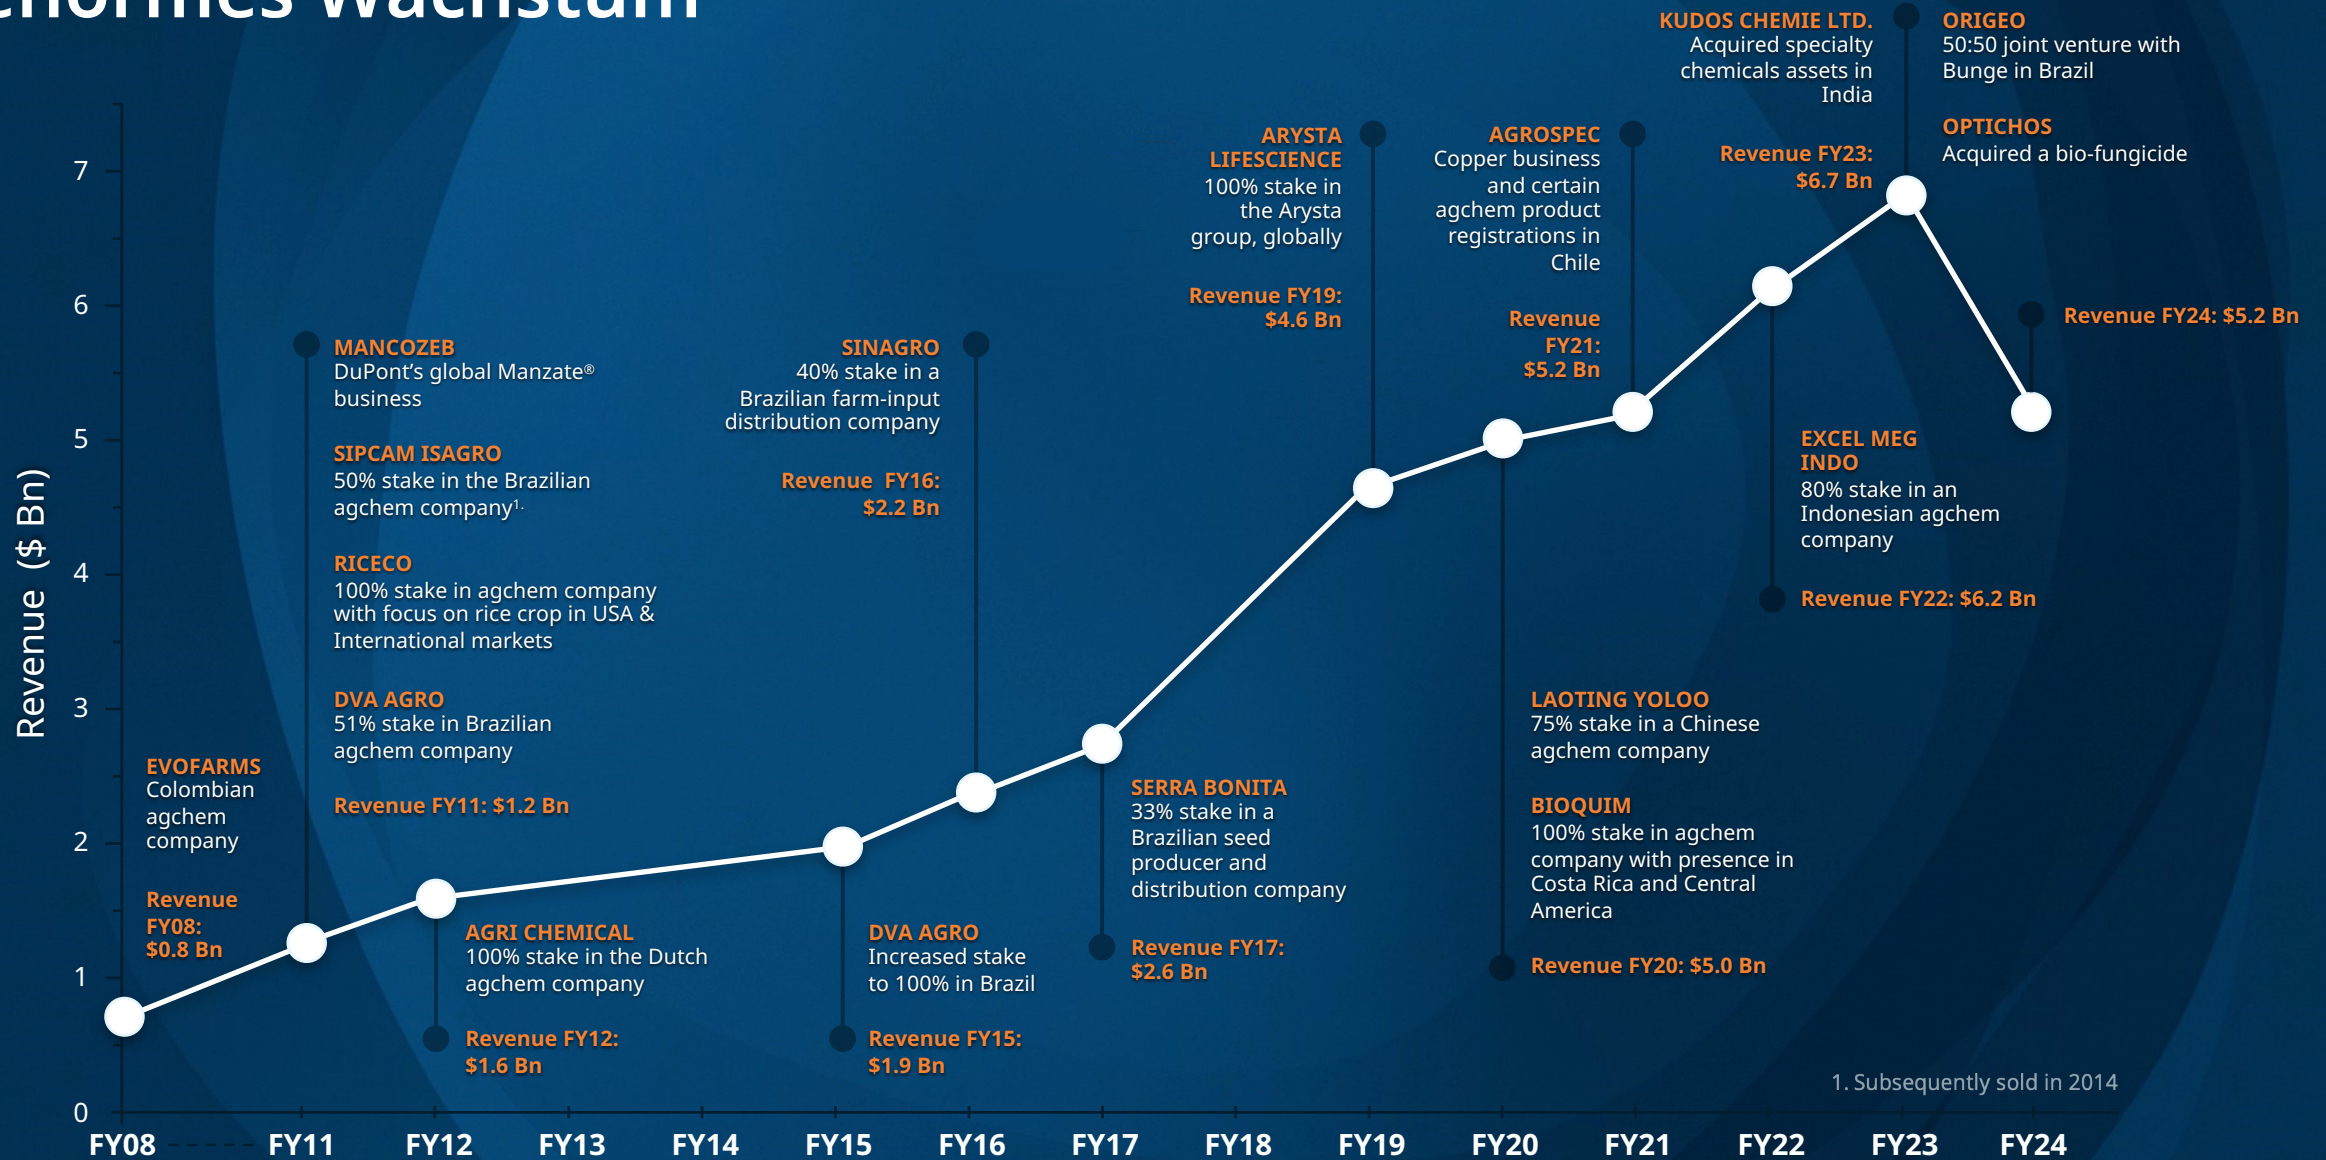 enormes Wachstum
Revenue ($ Bn)
7
6
5
4
3
2
1
0
EVOFARMS
Colombian
agchem
company
Revenue
FY08:
$0.8 Bn
MANCOZEB
DuPont’s global Manzate®
business
SIPCAM ISAGRO
50% stake in the Brazilian
agchem company1.
RICECO
100% stake in agchem company
with focus on rice crop in USA &
International markets
DVA AGRO
51% stake in Brazilian
agchem company
Revenue FY11: $1.2 Bn
AGRI CHEMICAL
100% stake in the Dutch
agchem company
Revenue FY12:
$1.6 Bn
DVA AGRO
Increased stake
to 100% in Brazil
Revenue FY15:
$1.9 Bn
SINAGRO
40% stake in a
Brazilian farm-input
distribution company
Revenue FY16:
$2.2 Bn
SERRA BONITA
33% stake in a
Brazilian seed
producer and
distribution company
Revenue FY17:
$2.6 Bn
ARYSTA
LIFESCIENCE
100% stake in
the Arysta
group, globally
Revenue FY19:
$4.6 Bn
LAOTING YOLOO
75% stake in a Chinese
agchem company
BIOQUIM
100% stake in agchem
company with presence in
Costa Rica and Central
America
Revenue FY20: $5.0 Bn
AGROSPEC
Copper business
and certain
agchem product
registrations in
Chile
Revenue
FY21:
$5.2 Bn
EXCEL MEG
INDO
80% stake in an
Indonesian agchem
company
Revenue FY22: $6.2 Bn
KUDOS CHEMIE LTD.
Acquired specialty
chemicals assets in
India
Revenue FY23:
$6.7 Bn
ORIGEO
50:50 joint venture with
Bunge in Brazil
OPTICHOS
Acquired a bio-fungicide
Revenue FY24: $5.2 Bn
1. Subsequently sold in 2014
FY08 FY11 FY12 FY13 FY14 FY15 FY16 FY17 FY18 FY19 FY20 FY21 FY22 FY23 FY24